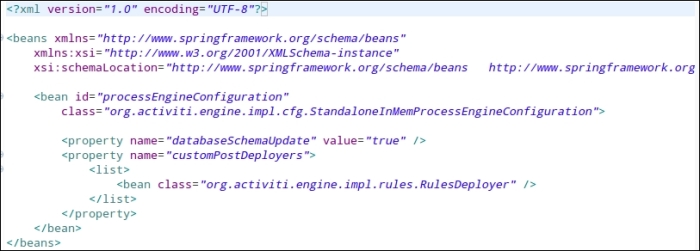 <?xml version="1.0" encoding="UTF-8"?>
<beans xmlns="http://www.springframework.org/schema/beans"
xmlns:xsi="http://www.w3.org/2001/XMLSchema-instance"
xsi:schemaLocation="http://www.springframework.org/schema/beans http://www.springframework.org
<bean id="processEngineConfiguration"
class="org.activiti.engine.impl.cfg.StandaloneInMemProcessEngineConfiguration">
<property name="databaseSchemaUpdate" value="true" />
<property name="customPostDeployers">
<list>
<bean class="org.activiti.engine.impl.rules.RulesDeployer" />
</list>
</property>
</bean>
</beans>